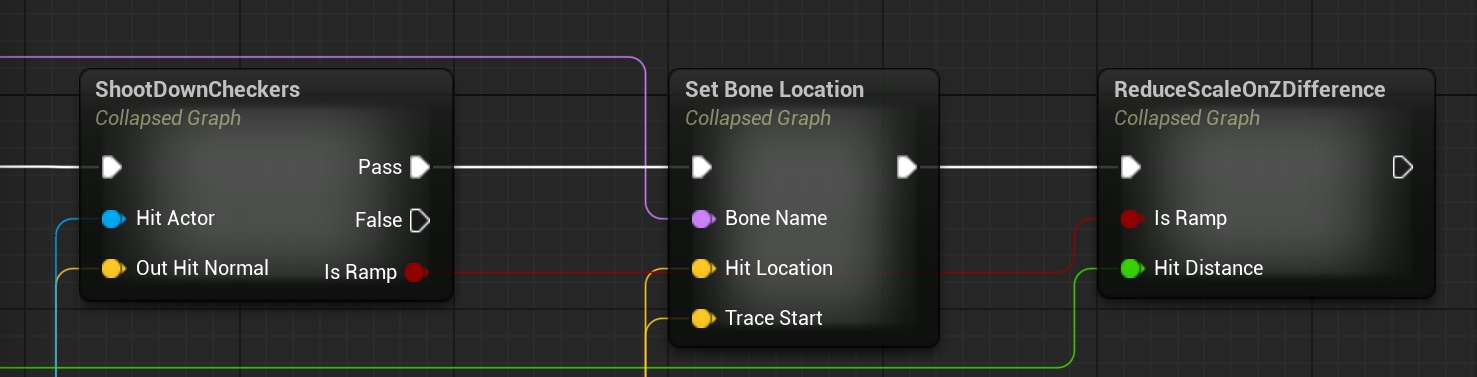 ShootDownCheckers
Collapsed Graph
Pass
Hit Actor
False
Out Hit Normal
Is Ramp
Set Bone Location
Collapsed Graph
Bone Name
Hit Location
Trace Start
ReduceScaleOnZDifference
Collapsed Graph
Is Ramp
Hit Distance